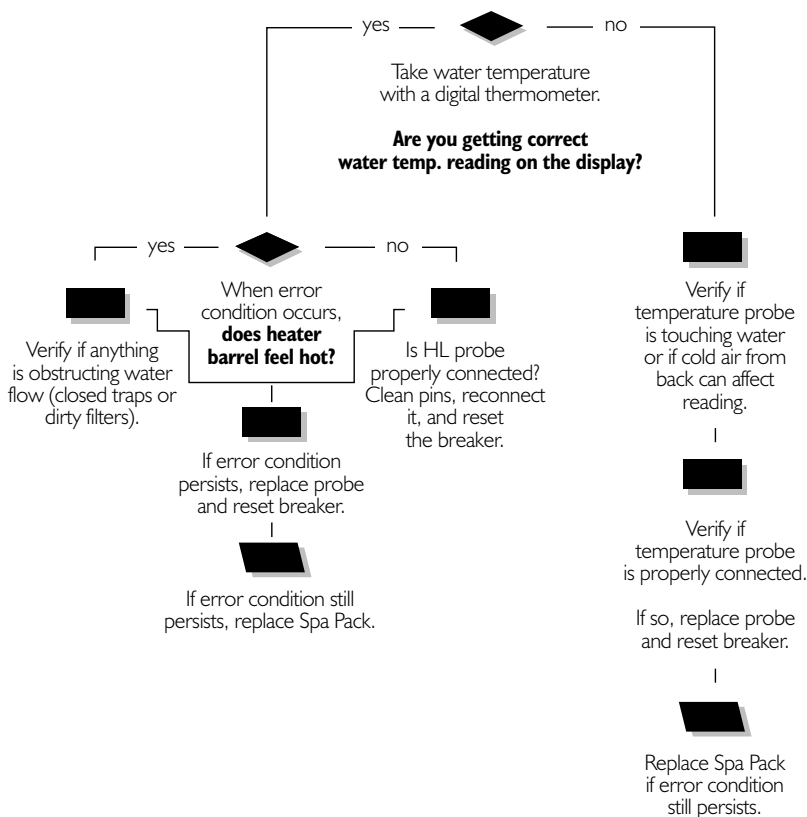 yes
no
Take water temperature
with a digital thermometer.
Are you getting correct
water temp. reading on the display?
yes
no
When error
condition occurs,
does heater
barrel feel hot?
Verify if anything
is obstructing water
flow (closed traps or
dirty filters).
Is HL probe
properly connected?
Clean pins, reconnect
it, and reset
the breaker.
If error condition
persists, replace probe
and reset breaker.
If error condition still
persists, replace Spa Pack.
Verify if
temperature probe
is touching water
or if cold air from
back can affect
reading.
Verify if
temperature probe
is properly connected.
If so, replace probe
and reset breaker.
Replace Spa Pack
if error condition
still persists.